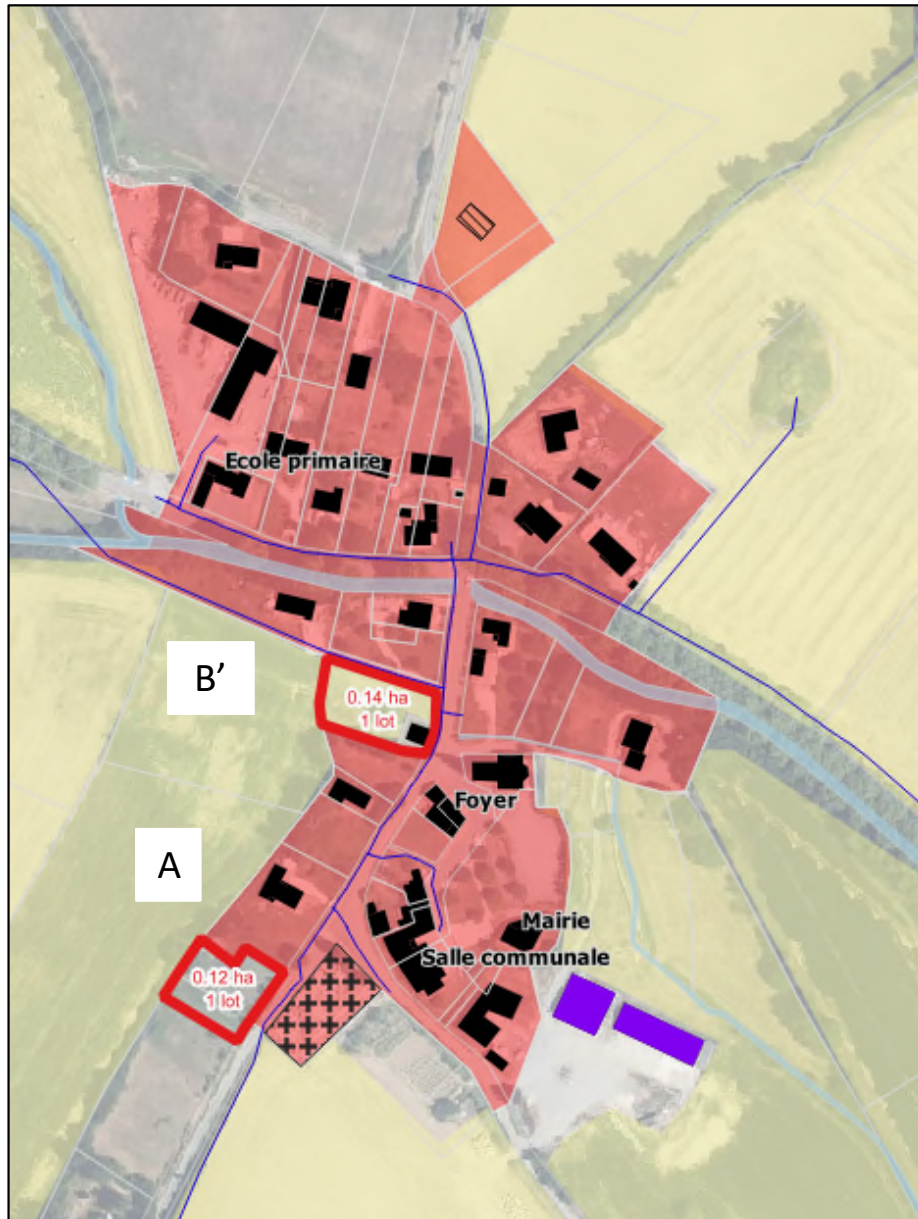 Ecole primaire
B’
0.14 ha
1 lot
Foyer
A
Mairie
Salle communale
0.12 ha
1 lot